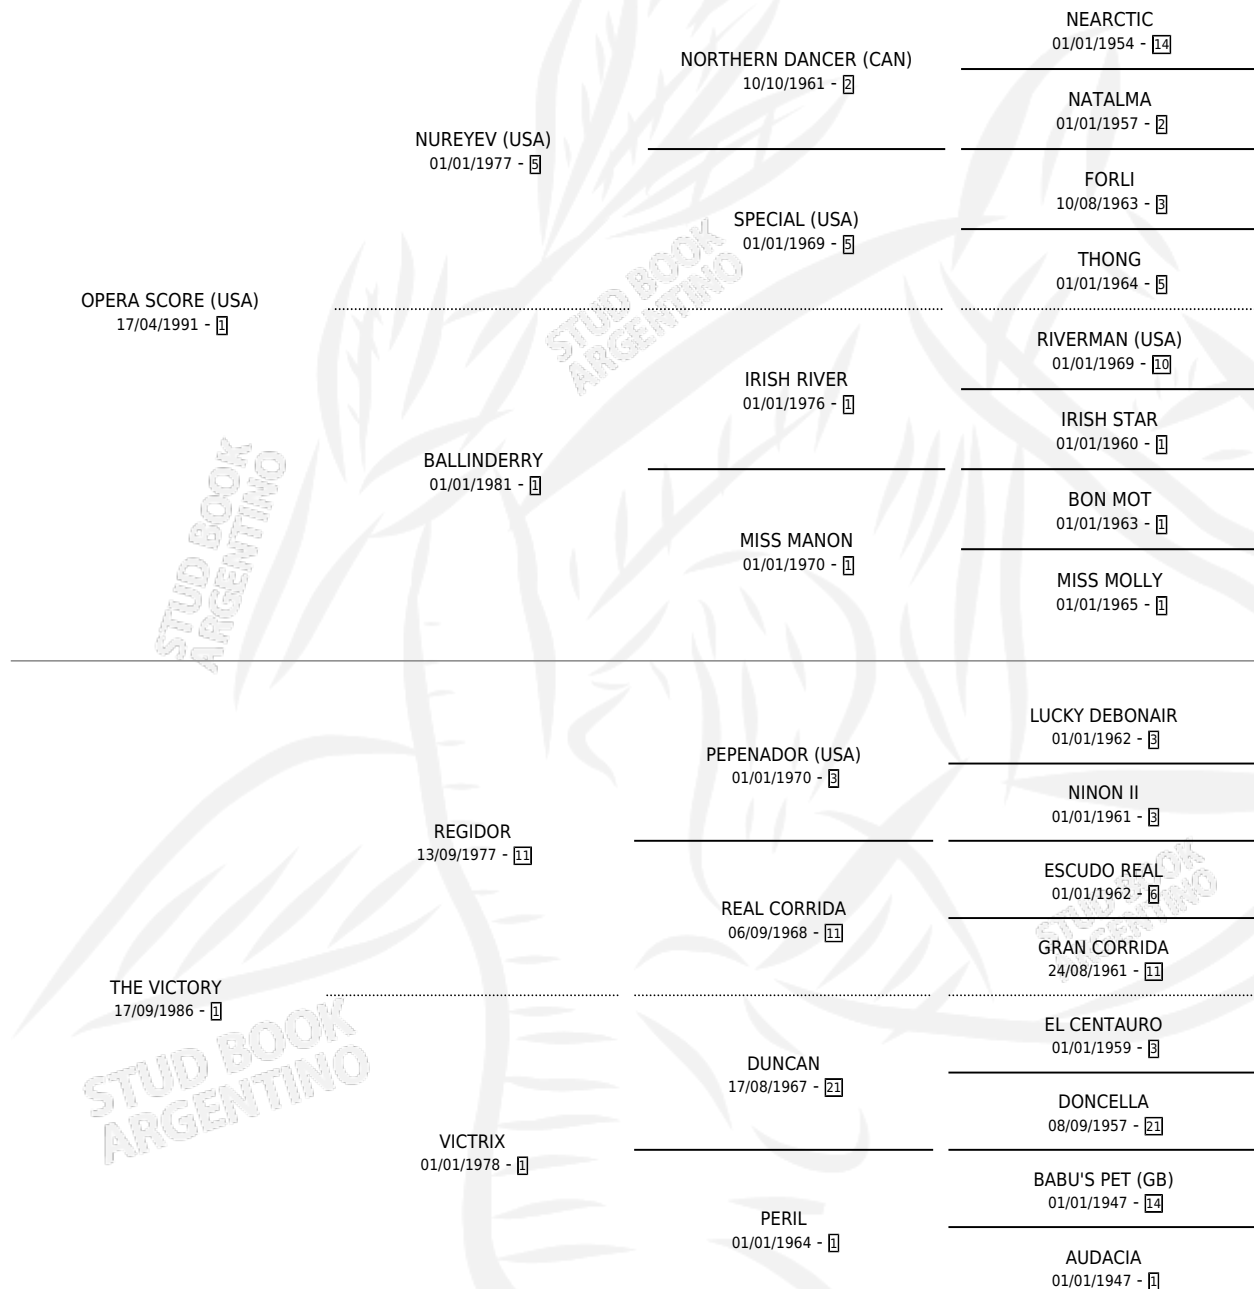 NEARCTIC
01/01/1954 - 14
NORTHERN DANCER (CAN)
10/10/1961 - 2
NATALMA
01/01/1957 - 2
NUREYEV (USA)
01/01/1977 - 5
FORLI
10/08/1963 - 3
SPECIAL (USA)
01/01/1969 - 5
THONG
01/01/1964 - 5
OPERA SCORE (USA)
17/04/1991 - 1
STUD BOOK
ARGENTINO
RIVERMAN (USA)
01/01/1969 - 10
IRISH RIVER
01/01/1976 - 1
IRISH STAR
01/01/1960 - 1
BALLINDERRY
01/01/1981 - 1
BON MOT
01/01/1963 - 1
MISS MANON
01/01/1970 - 1
MISS MOLLY
01/01/1965 - 1
STUD BOOK
ARGENTINO
LUCKY DEBONAIR
01/01/1962 - 3
PEPENADOR (USA)
01/01/1970 - 3
NINON II
01/01/1961 - 3
REGIDOR
13/09/1977 - 11
ESCUDO REAL
01/01/1962 - 6
REAL CORRIDA
06/09/1968 - 11
GRAN CORRIDA
24/08/1961 - 11
STUD BOOK
ARGENTINO
THE VICTORY
17/09/1986 - 1
EL CENTAURO
01/01/1959 - 3
DUNCAN
17/08/1967 - 21
DONCELLA
08/09/1957 - 21
STUD BOOK
ARGENTINO
VICTRIX
01/01/1978 - 1
BABU'S PET (GB)
01/01/1947 - 14
PERIL
01/01/1964 - 1
AUDACIA
01/01/1947 - 1